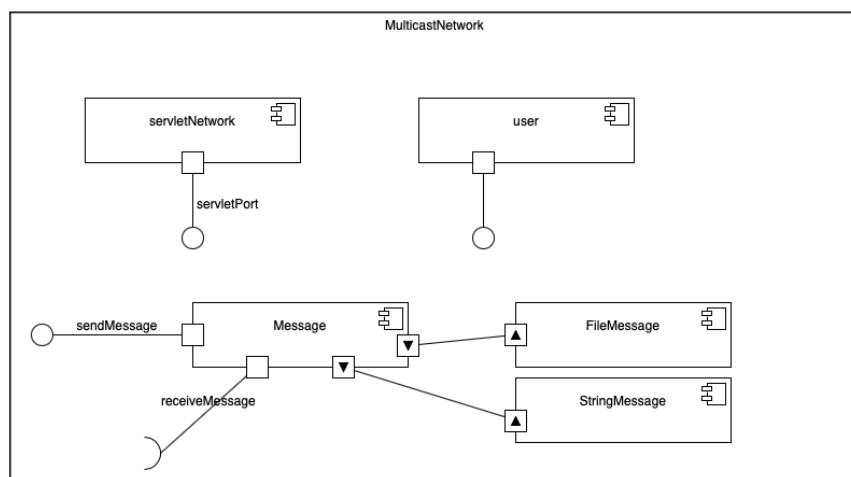 MulticastNetwork
servletNetwork
user
servletPort
sendMessage
Message
FileMessage
receiveMessage
StringMessage